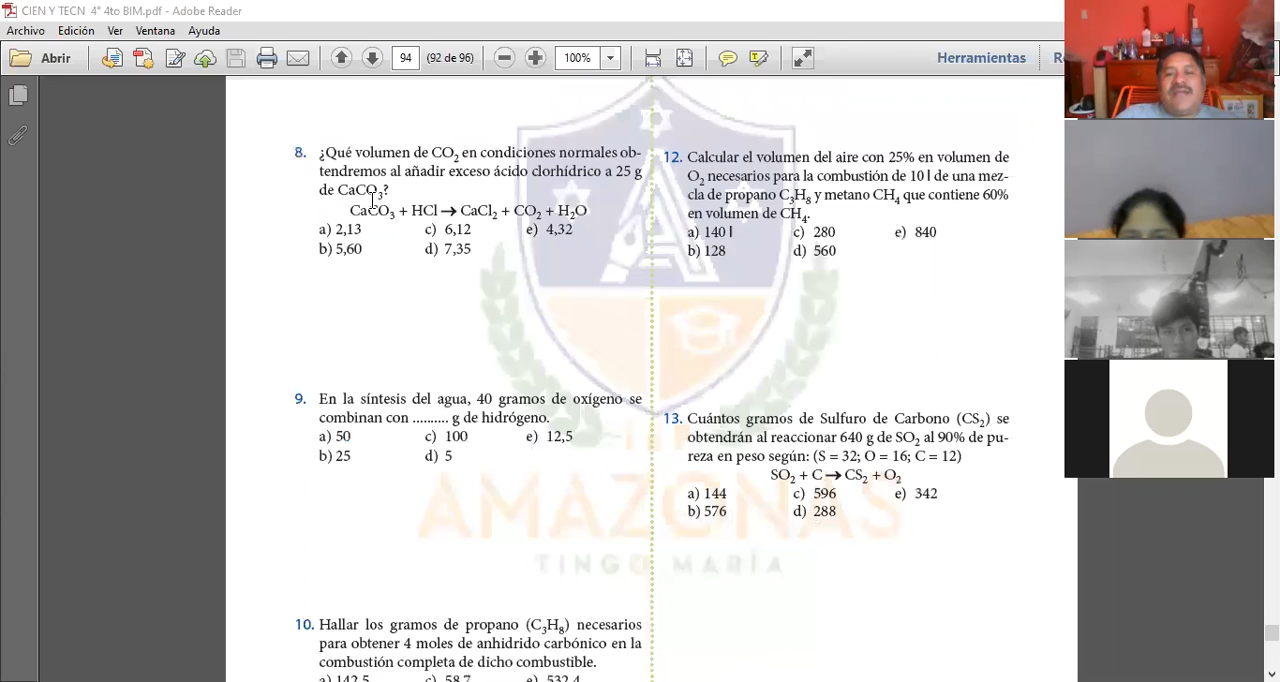 CIEN Y TECN 4° 4to BIM.pdf - Adobe Reader
Archivo Edición Ver Ventana Ayuda
Abrir 94 (92 de 96) 100% Herramientas
8. ¿Qué volumen de CO₂ en condiciones normales ob-
tendremos al añadir exceso ácido clorhídrico a 25 g
de CaCO₃?
CaCO₃ + HCl → CaCl₂ + CO₂ + H₂O
a) 2,13 c) 6,12 e) 4,32
b) 5,60 d) 7,35
9. En la síntesis del agua, 40 gramos de oxígeno se
combinan con .......... g de hidrógeno.
a) 50 c) 100 e) 12,5
b) 25 d) 5
10. Hallar los gramos de propano (C₃H₈) necesarios
para obtener 4 moles de anhidrido carbónico en la
combustión completa de dicho combustible.
a) 142,5 c) 58,7 e) 532,4
12. Calcular el volumen del aire con 25% en volumen de
O₂ necesarios para la combustión de 10 l de una mez-
cla de propano C₃H₈ y metano CH₄ que contiene 60%
en volumen de CH₄.
a) 140 l c) 280 e) 840
b) 128 d) 560
13. Cuántos gramos de Sulfuro de Carbono (CS₂) se
obtendrán al reaccionar 640 g de SO₂ al 90% de pu-
reza en peso según: (S = 32; O = 16; C = 12)
SO₂ + C → CS₂ + O₂
a) 144 c) 596 e) 342
b) 576 d) 288
AMAZONAS
TINGO MARÍA